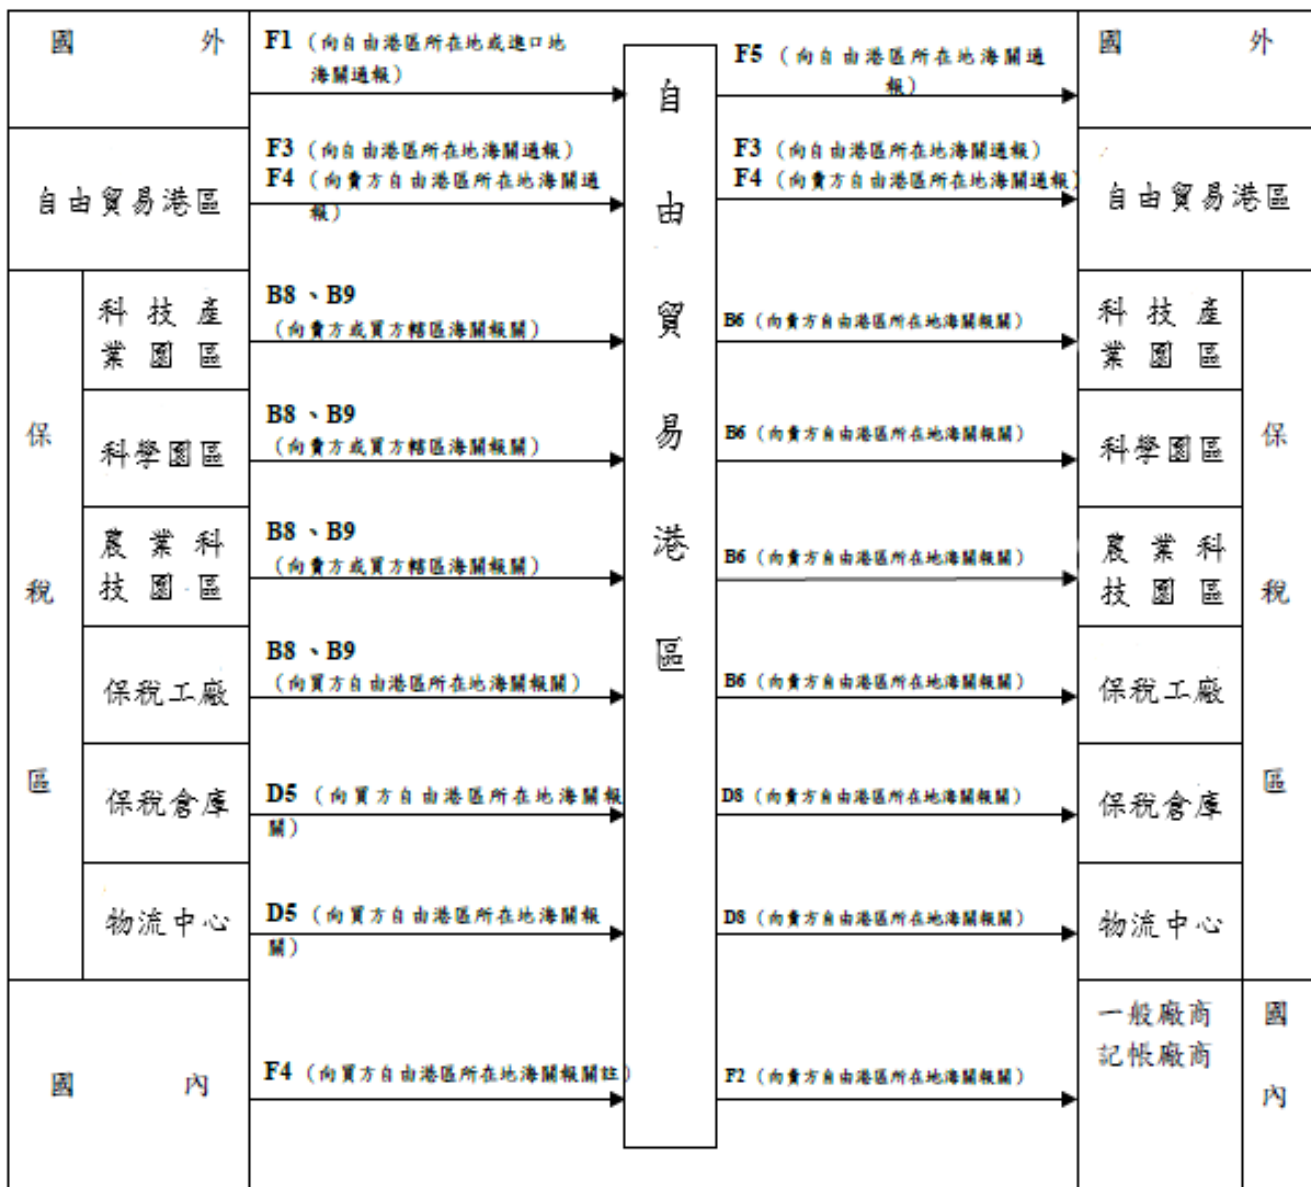 國 外
F1 (向自由港區所在地或進口地
海關通報)
F5 (向自由港區所在地海關通
報)
國 外
自由貿易港區
F3 (向自由港區所在地海關通報)
F4 (向賣方自由港區所在地海關通
報)
自由貿易港區
F3 (向自由港區所在地海關通報)
F4 (向賣方自由港區所在地海關通報)
自由貿易港區
保稅區
科技產
業園區
B8、B9
(向賣方或買方轄區海關報關)
B6 (向賣方自由港區所在地海關報關)
科技產
業園區
保稅區
科學園區
B8、B9
(向賣方或買方轄區海關報關)
B6 (向賣方自由港區所在地海關報關)
科學園區
農業科
技園區
B8、B9
(向賣方或買方轄區海關報關)
B6 (向賣方自由港區所在地海關報關)
農業科
技園區
保稅工廠
B8、B9
(向買方自由港區所在地海關報關)
B6 (向賣方自由港區所在地海關報關)
保稅工廠
保稅倉庫
D5 (向買方自由港區所在地海關報
關)
D8 (向賣方自由港區所在地海關報關)
保稅倉庫
物流中心
D5 (向買方自由港區所在地海關報
關)
D8 (向賣方自由港區所在地海關報關)
物流中心
國 內
F4 (向買方自由港區所在地海關報關註)
F2 (向賣方自由港區所在地海關報關)
一般廠商
記帳廠商
國內